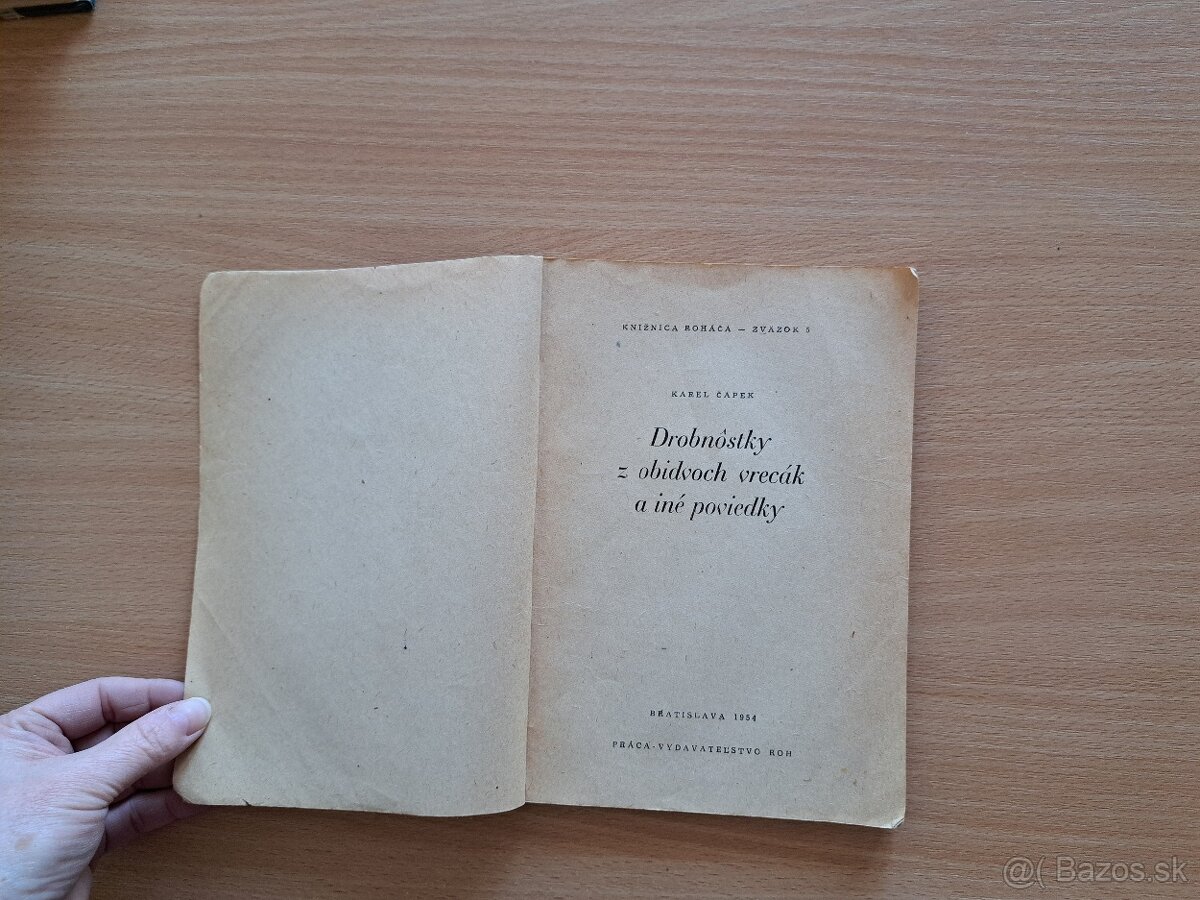 KNIŽNICA ROHÁČA — ZVÄZOK 5
KAREL ČAPEK
Drobnôstky
z obidvoch vrecák
a iné poviedky
BRATISLAVA 1954
PRÁCA-VYDAVATEĽSTVO ROH
@( Bazos.sk